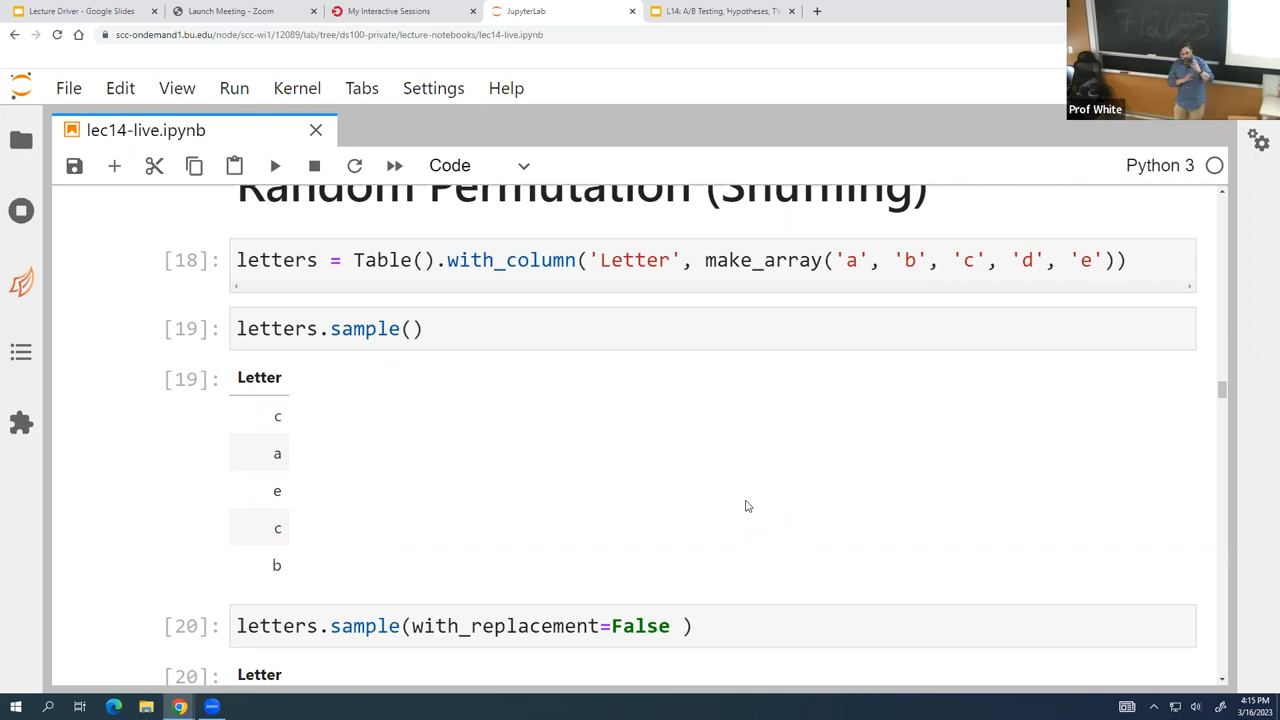 Lecture Driver - Google Slides
Launch Meeting - Zoom
My Interactive Sessions
JupyterLab
L14: A/B Testing, Hypotheses, TV
scc-ondemand1.bu.edu/node/scc-wi1/12089/lab/tree/ds100-private/lecture-notebooks/lec14-live.ipynb
712685
Prof White
File Edit View Run Kernel Tabs Settings Help
lec14-live.ipynb
Code
Python 3
Random Permutation (Shuffling)
[18]: letters = Table().with_column('Letter', make_array('a', 'b', 'c', 'd', 'e'))
[19]: letters.sample()
[19]: Letter
c
a
e
c
b
[20]: letters.sample(with_replacement=False )
[20]: Letter
4:15 PM
3/16/2023